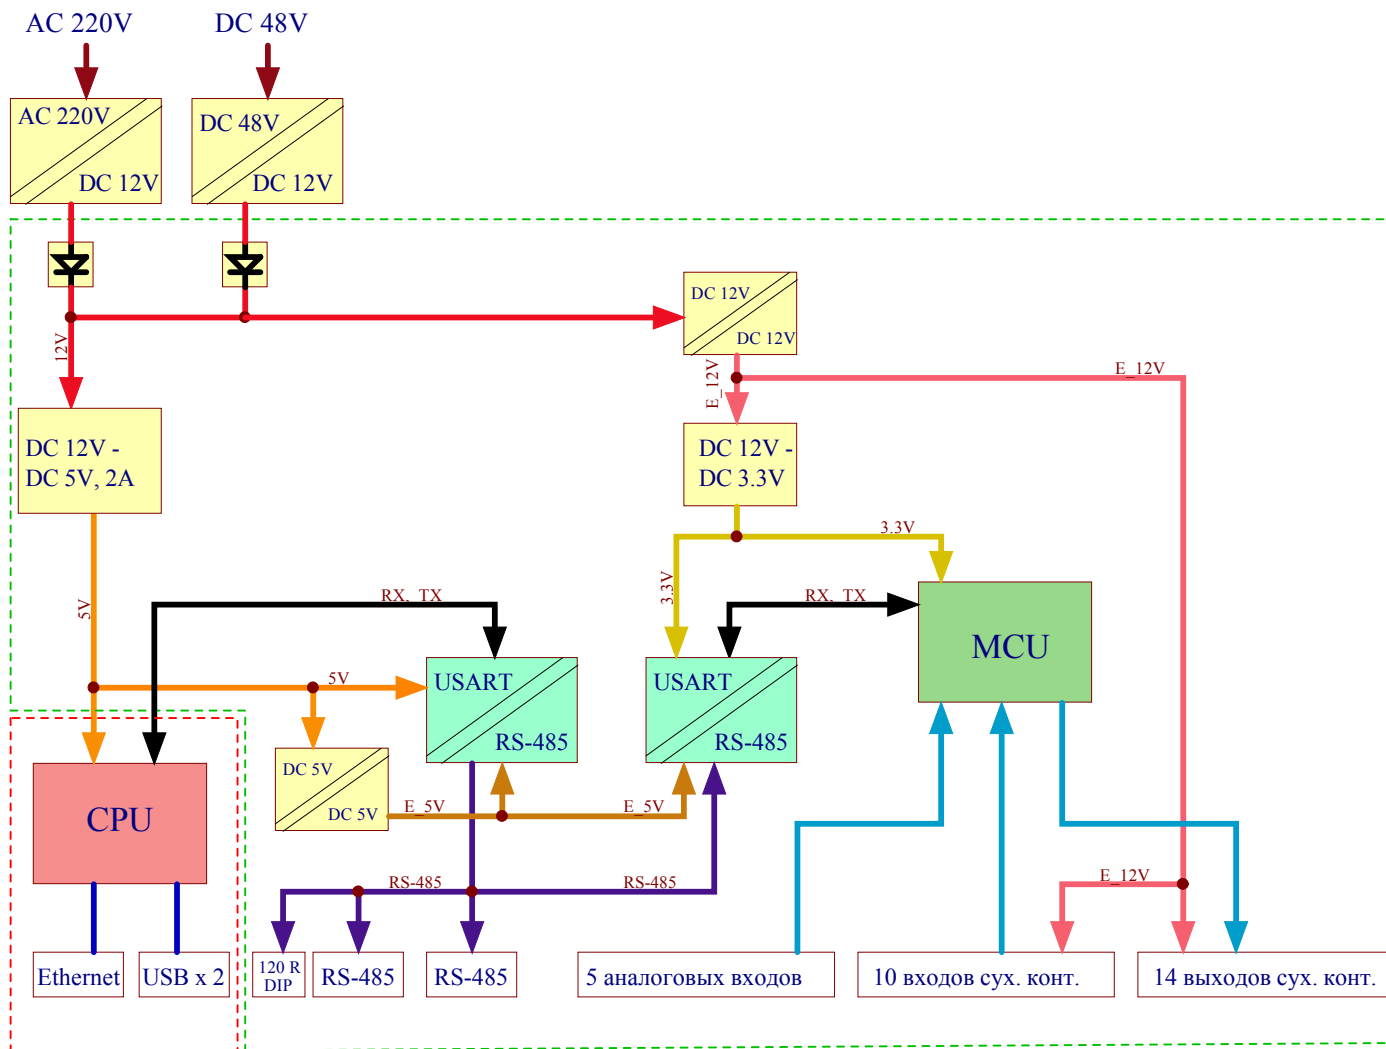 AC 220V
DC 48V
AC 220V
DC 12V
DC 48V
DC 12V
DC 12V
DC 12V
12V
E_12V
E_12V
DC 12V -
DC 5V, 2A
DC 12V -
DC 3.3V
3.3V
3.3V
5V
RX, TX
RX, TX
MCU
USART
RS-485
USART
RS-485
5V
DC 5V
DC 5V
E_5V
E_5V
CPU
RS-485
RS-485
E_12V
Ethernet
USB x 2
120 R
DIP
RS-485
RS-485
5 аналоговых входов
10 входов сух. конт.
14 выходов сух. конт.